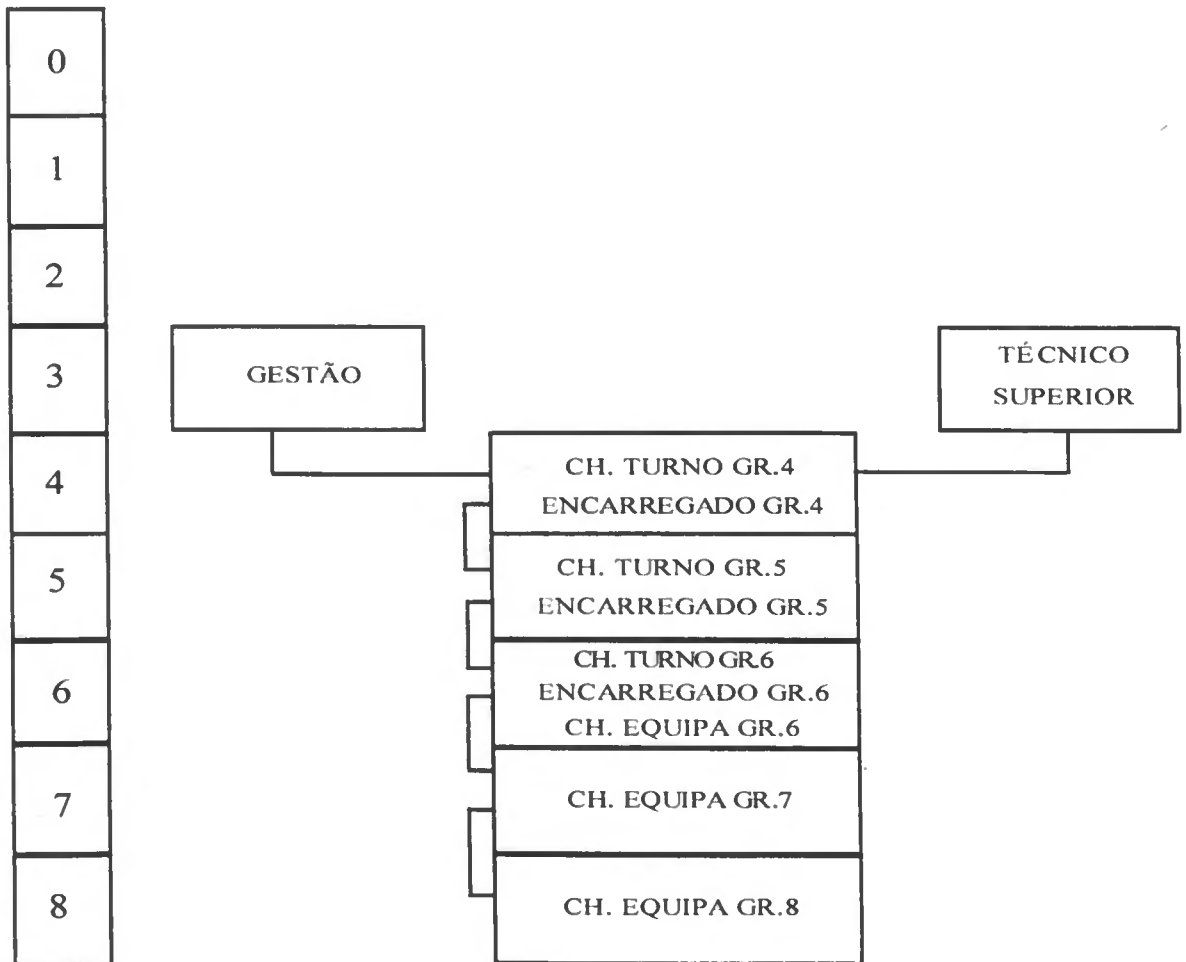 0
1
2
3
GESTÃO
TÉCNICO
SUPERIOR
4
CH. TURNO GR.4
ENCARREGADO GR.4
5
CH. TURNO GR.5
ENCARREGADO GR.5
6
CH. TURNO GR.6
ENCARREGADO GR.6
CH. EQUIPA GR.6
7
CH. EQUIPA GR.7
8
CH. EQUIPA GR.8